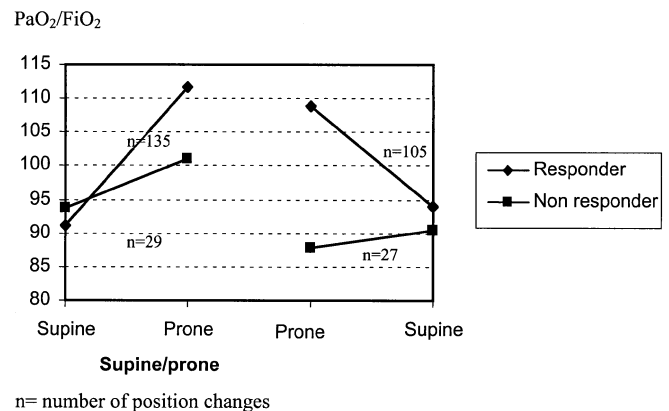 PaO₂/FiO₂
115
110
105
100
95
90
85
80
n=135
n=29
n=105
n=27
Supine
Prone
Prone
Supine
Supine/prone
Responder
Non responder
n= number of position changes